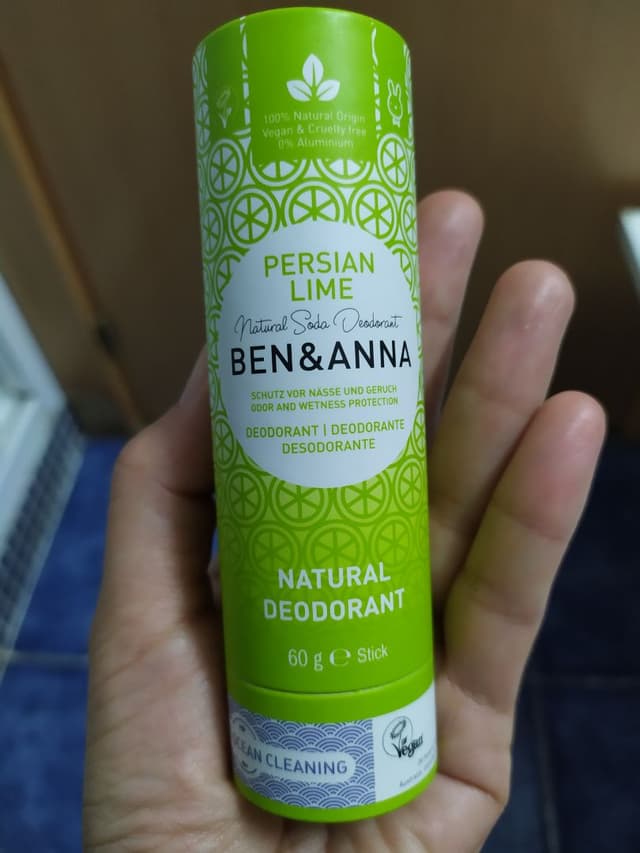 100% Natural Origin
Vegan & Cruelty free
0% Aluminium
PERSIAN
LIME
Natural Soda Deodorant
BEN&ANNA
SCHUTZ VOR NÄSSE UND GERUCH
ODOR AND WETNESS PROTECTION
DEODORANT | DEODORANTE
DESODORANTE
NATURAL
DEODORANT
60 g ℮ Stick
CLEANING
Vegan